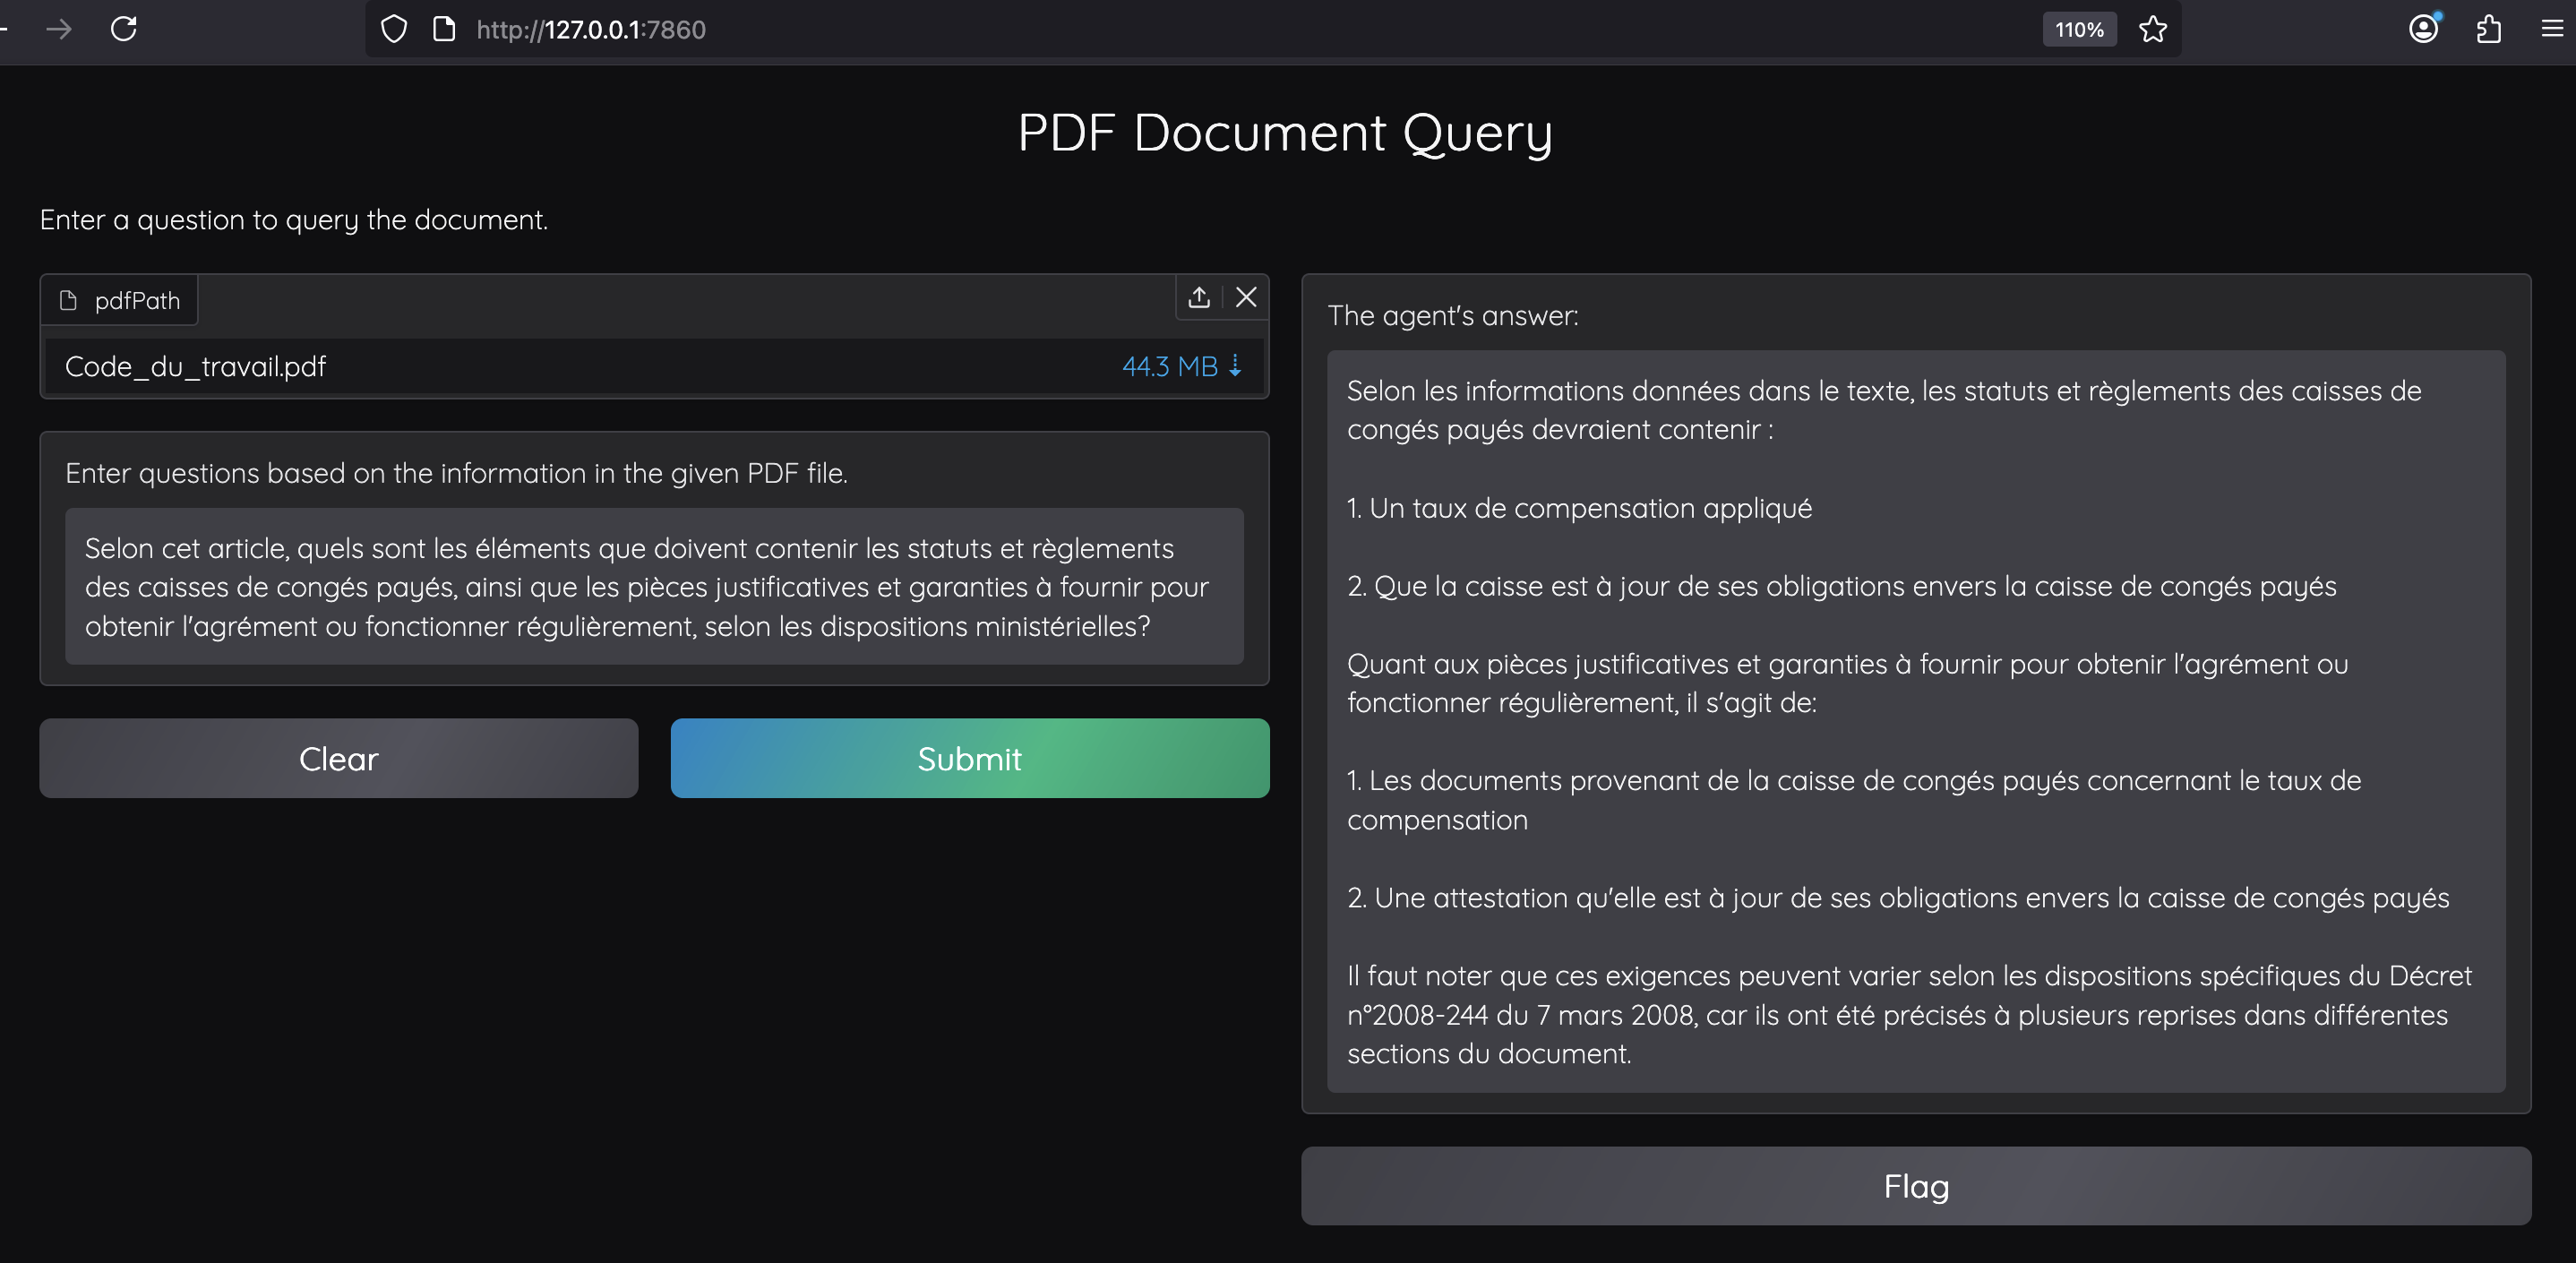 http://127.0.0.1:7860
110%
PDF Document Query
Enter a question to query the document.
pdfPath
Code_du_travail.pdf
44.3 MB ⇣
Enter questions based on the information in the given PDF file.
Selon cet article, quels sont les éléments que doivent contenir les statuts et règlements
des caisses de congés payés, ainsi que les pièces justificatives et garanties à fournir pour
obtenir l'agrément ou fonctionner régulièrement, selon les dispositions ministérielles?
Clear
Submit
The agent's answer:
Selon les informations données dans le texte, les statuts et règlements des caisses de
congés payés devraient contenir :
1. Un taux de compensation appliqué
2. Que la caisse est à jour de ses obligations envers la caisse de congés payés
Quant aux pièces justificatives et garanties à fournir pour obtenir l'agrément ou
fonctionner régulièrement, il s'agit de:
1. Les documents provenant de la caisse de congés payés concernant le taux de
compensation
2. Une attestation qu'elle est à jour de ses obligations envers la caisse de congés payés
Il faut noter que ces exigences peuvent varier selon les dispositions spécifiques du Décret
n°2008-244 du 7 mars 2008, car ils ont été précisés à plusieurs reprises dans différentes
sections du document.
Flag